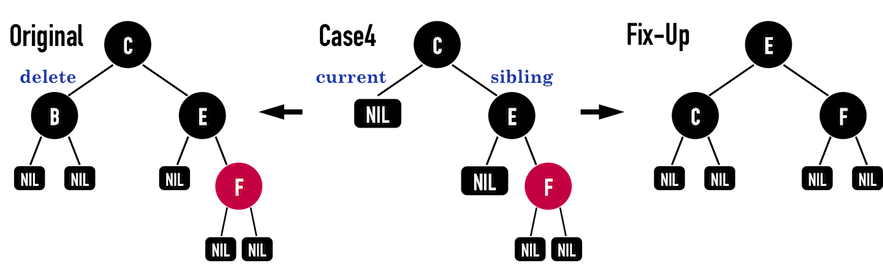 Original
C
delete
B
E
NIL
NIL
NIL
F
NIL
NIL
Case4
C
current
sibling
NIL
E
NIL
F
NIL
NIL
Fix-Up
E
C
F
NIL
NIL
NIL
NIL